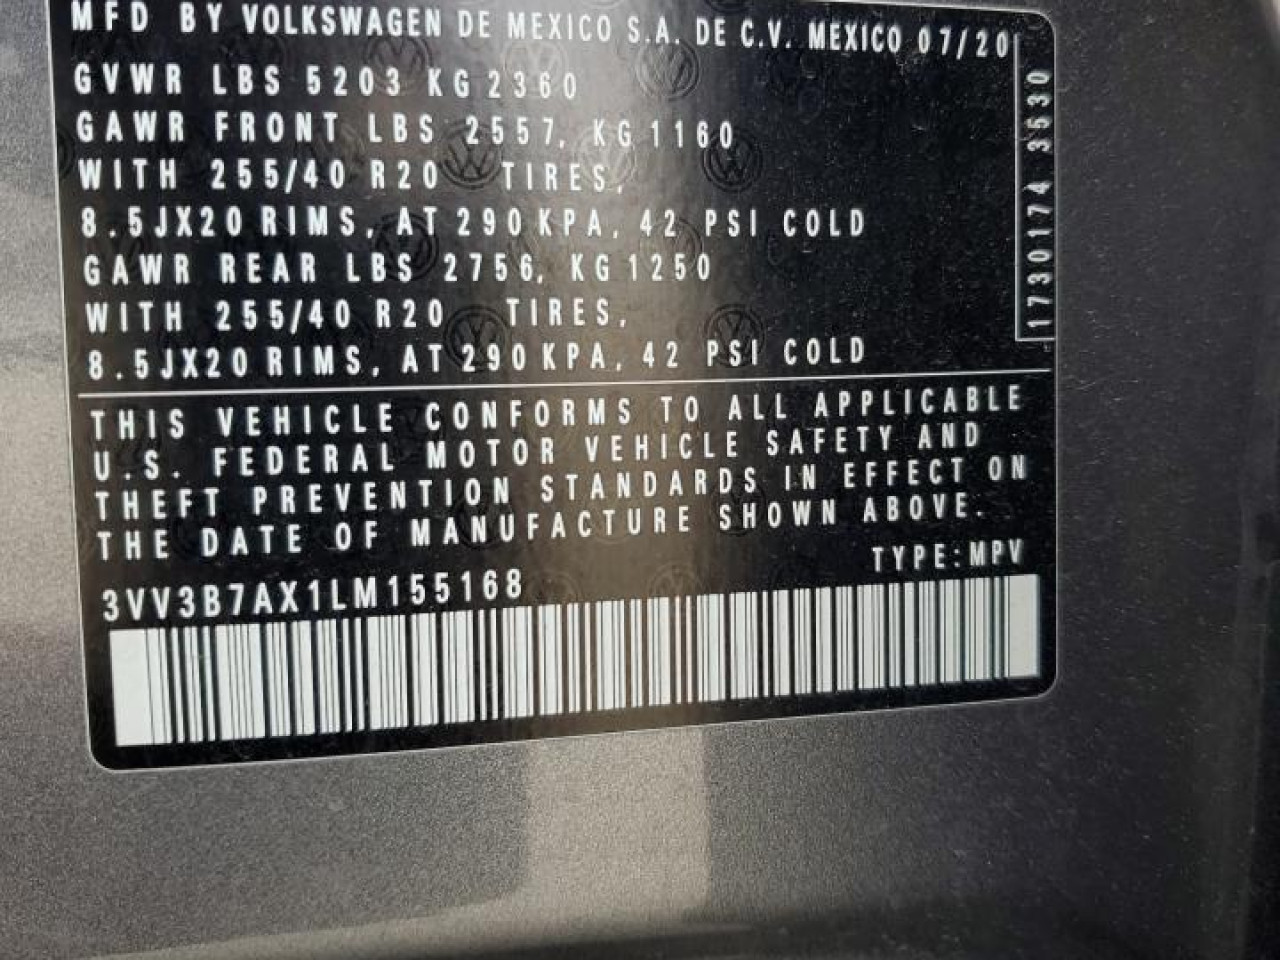 MFD BY VOLKSWAGEN DE MEXICO S.A. DE C.V. MEXICO 07/20
GVWR LBS 5203 KG 2360
GAWR FRONT LBS 2557, KG 1160
WITH 255/40 R20 TIRES,
8.5JX20 RIMS, AT 290 KPA, 42 PSI COLD
GAWR REAR LBS 2756, KG 1250
WITH 255/40 R20 TIRES,
8.5JX20 RIMS, AT 290 KPA, 42 PSI COLD
1730174 3530
THIS VEHICLE CONFORMS TO ALL APPLICABLE
U.S. FEDERAL MOTOR VEHICLE SAFETY AND
THEFT PREVENTION STANDARDS IN EFFECT ON
THE DATE OF MANUFACTURE SHOWN ABOVE.
TYPE: MPV
3VV3B7AX1LM155168